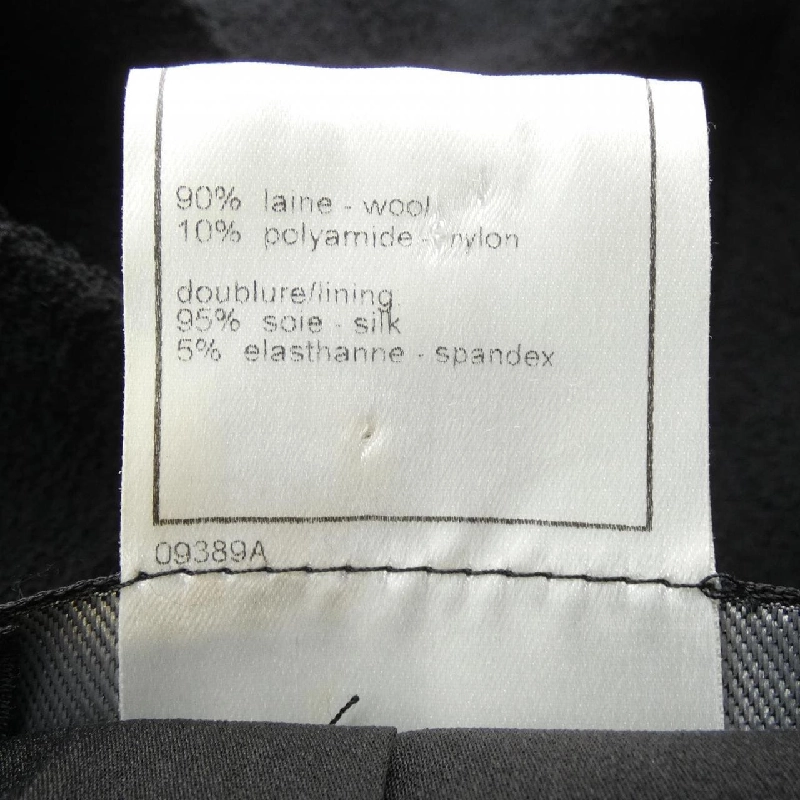 90% laine - wool
10% polyamide - nylon
doublure/lining
95% soie - silk
5% elasthanne - spandex
09389A